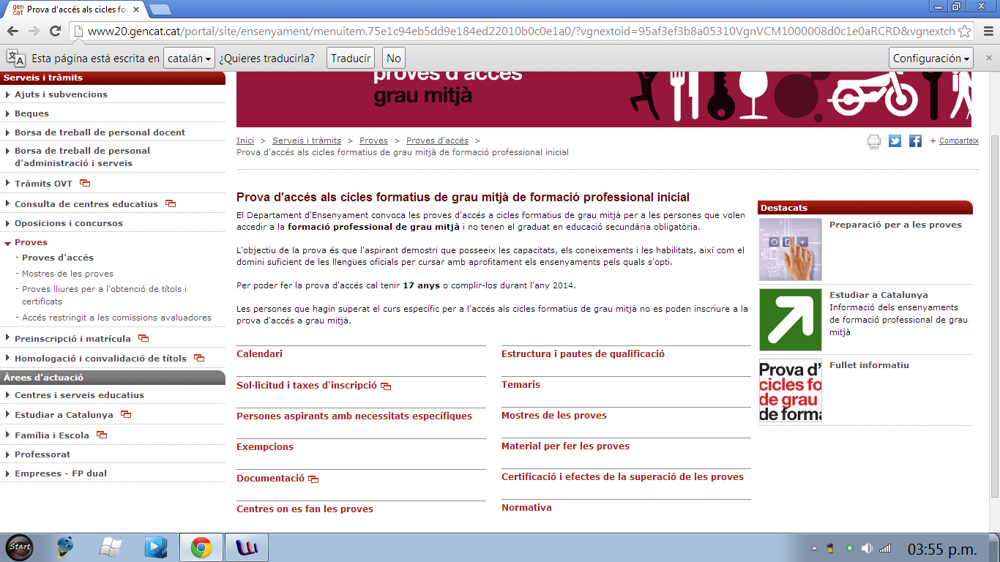 gen
cat
Prova d'accés als cicles fo
www20.gencat.cat/portal/site/ensenyament/menuitem.75e1c94eb5dd9e184ed22010b0c0e1a0/?vgnextoid=95af3ef3b8a05310VgnVCM1000008d0c1e0aRCRD&vgnextch
Esta página está escrita en catalán ¿Quieres traducirla? Traducir No Configuración
Serveis i tràmits
Ajuts i subvencions
Beques
Borsa de treball de personal docent
Borsa de treball de personal
d'administració i serveis
Tràmits OVT
Consulta de centres educatius
Oposicions i concursos
Proves
- Proves d'accés
- Mostres de les proves
- Proves lliures per a l'obtenció de títols i
certificats
- Accés restringit a les comissions avaluadores
Preinscripció i matrícula
Homologació i convalidació de títols
Àrees d'actuació
Centres i serveis educatius
Estudiar a Catalunya
Família i Escola
Professorat
Empreses - FP dual
proves d'accés
grau mitjà
Inici > Serveis i tràmits > Proves > Proves d'accés >
Prova d'accés als cicles formatius de grau mitjà de formació professional inicial
+ Comparteix
Prova d'accés als cicles formatius de grau mitjà de formació professional inicial
El Departament d'Ensenyament convoca les proves d'accés a cicles formatius de grau mitjà per a les persones que volen
accedir a la formació professional de grau mitjà i no tenen el graduat en educació secundària obligatòria.
L'objectiu de la prova és que l'aspirant demostri que posseeix les capacitats, els coneixements i les habilitats, així com el
domini suficient de les llengües oficials per cursar amb aprofitament els ensenyaments pels quals s'opti.
Per poder fer la prova d'accés cal tenir 17 anys o complir-los durant l'any 2014.
Les persones que hagin superat el curs específic per a l'accés als cicles formatius de grau mitjà no es poden inscriure a la
prova d'accés a grau mitjà.
Calendari
Sol·licitud i taxes d'inscripció
Persones aspirants amb necessitats específiques
Exempcions
Documentació
Centres on es fan les proves
Estructura i pautes de qualificació
Temaris
Mostres de les proves
Material per fer les proves
Certificació i efectes de la superació de les proves
Normativa
Destacats
Preparació per a les proves
Estudiar a Catalunya
Informació dels ensenyaments
de formació professional de grau
mitjà
Fullet informatiu
Prova d'
cicles fo
de grau
de forma
Start
03:55 p.m.